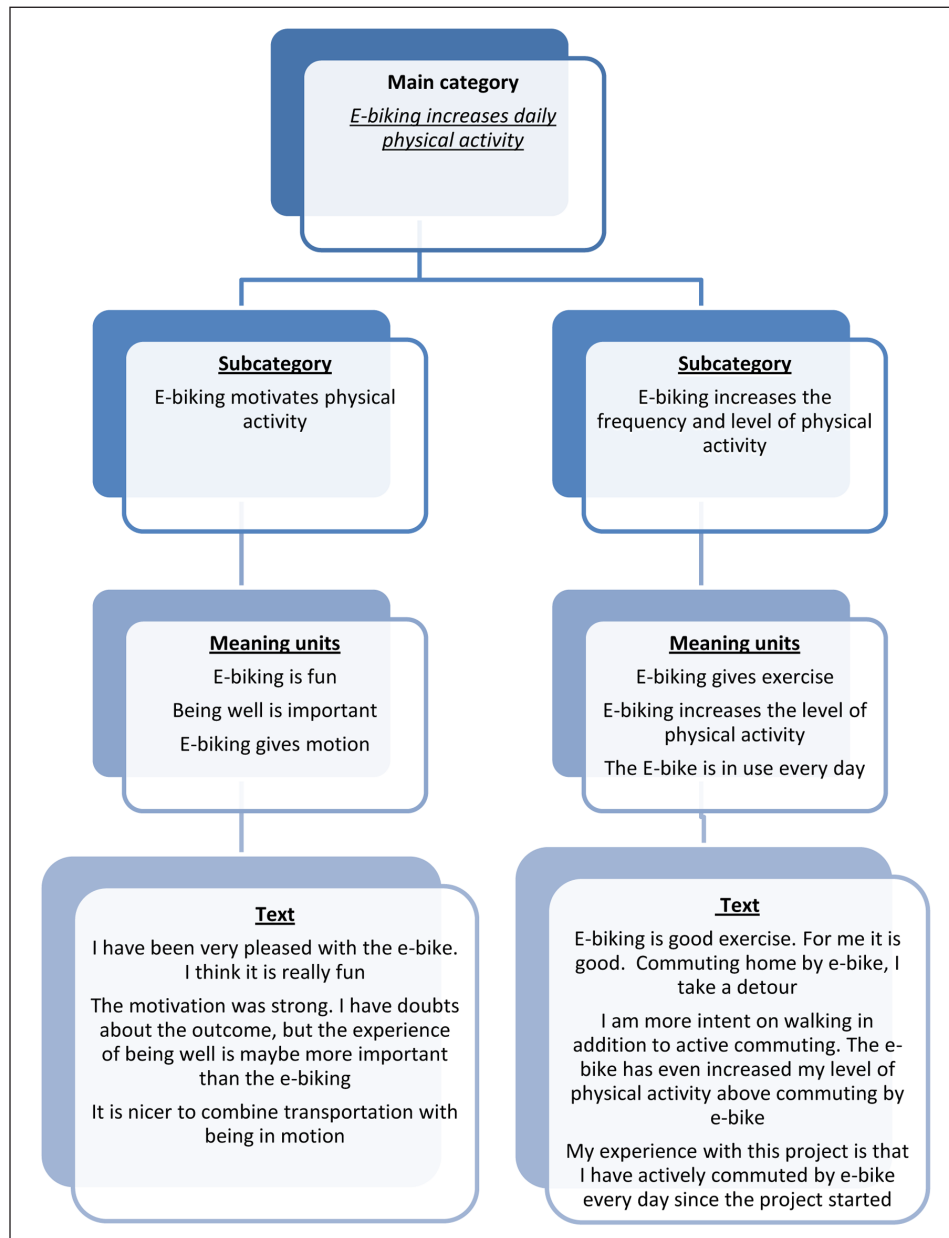 Main category
E-biking increases daily
physical activity
Subcategory
E-biking motivates physical
activity
Subcategory
E-biking increases the
frequency and level of physical
activity
Meaning units
E-biking is fun
Being well is important
E-biking gives motion
Meaning units
E-biking gives exercise
E-biking increases the level of
physical activity
The E-bike is in use every day
Text
I have been very pleased with the e-bike.
I think it is really fun
The motivation was strong. I have doubts
about the outcome, but the experience
of being well is maybe more important
than the e-biking
It is nicer to combine transportation with
being in motion
Text
E-biking is good exercise. For me it is
good.  Commuting home by e-bike, I
take a detour
I am more intent on walking in
addition to active commuting. The e-
bike has even increased my level of
physical activity above commuting by
e-bike
My experience with this project is that
I have actively commuted by e-bike
every day since the project started